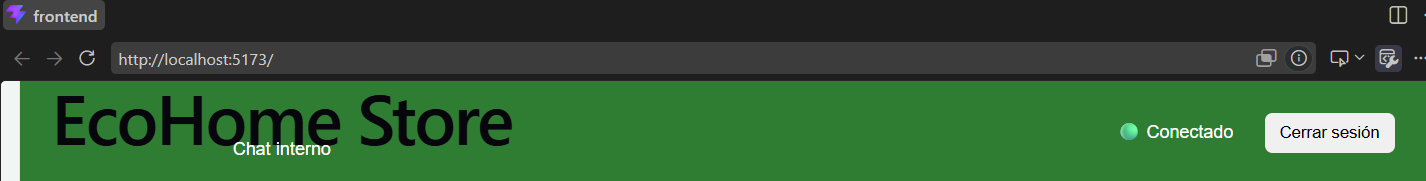 frontend
http://localhost:5173/
EcoHome Store
Chat interno
Conectado
Cerrar sesión